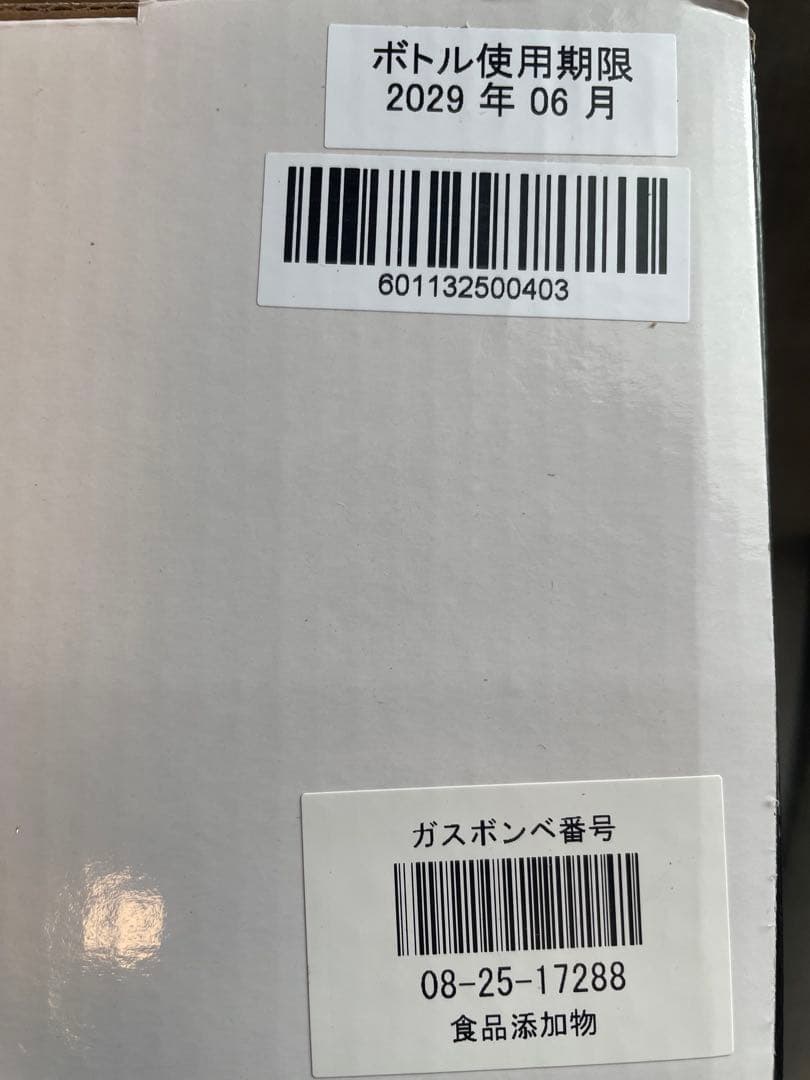 ボトル使用期限
2029 年 06 月
601132500403
ガスボンベ番号
08-25-17288
食品添加物